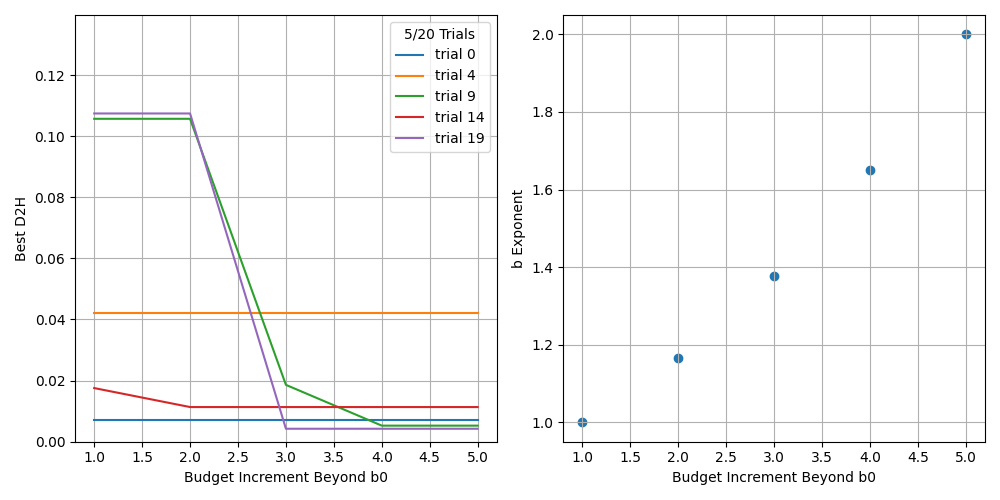 5/20 Trials
trial 0
trial 4
trial 9
trial 14
trial 19
0.12
0.10
0.08
0.06
0.04
0.02
0.00
Best D2H
1.0 1.5 2.0 2.5 3.0 3.5 4.0 4.5 5.0
Budget Increment Beyond b0
2.0
1.8
1.6
1.4
1.2
1.0
b Exponent
1.0 1.5 2.0 2.5 3.0 3.5 4.0 4.5 5.0
Budget Increment Beyond b0